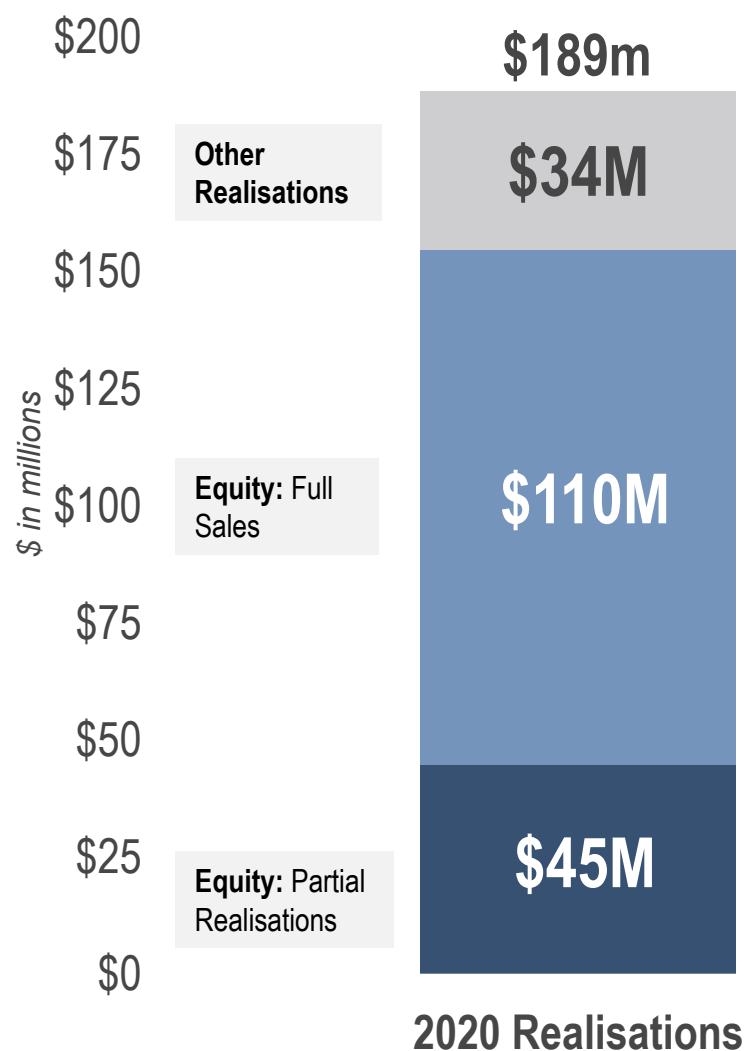 $200
$189m
$175
Other
Realisations
$34M
$150
$125
$ in millions
$100
Equity: Full
Sales
$110M
$75
$50
$25
Equity: Partial
Realisations
$45M
$0
2020 Realisations